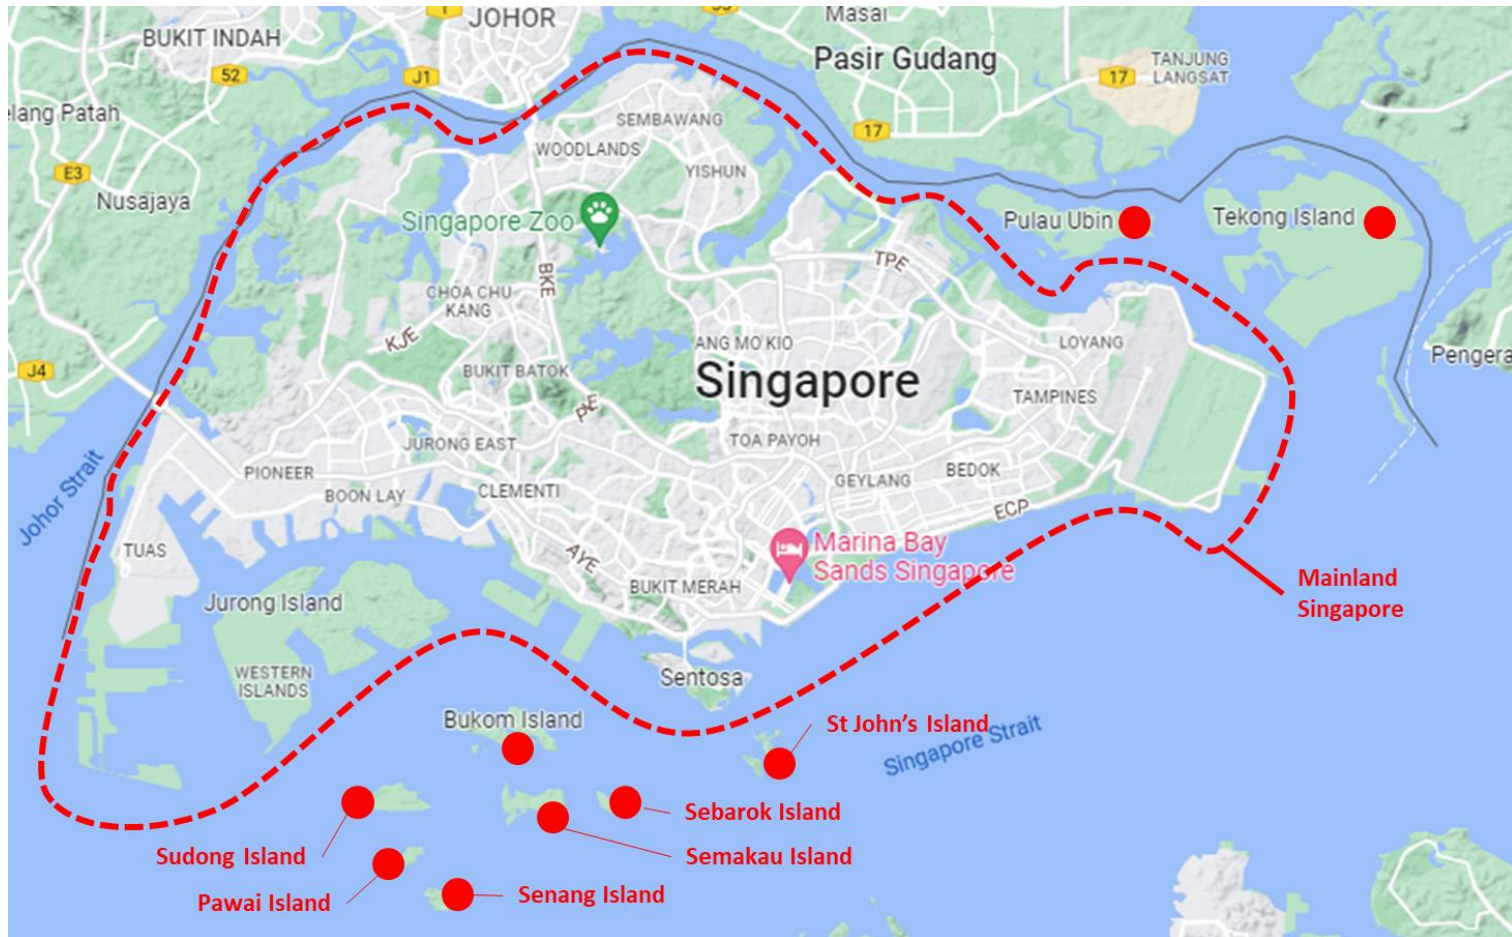 JOHOR
1
35
Masai
BUKIT INDAH
52
J1
Pasir Gudang
17
TANJUNG
LANGSAT
elang Patah
17
SEMBAWANG
WOODLANDS
E3
YISHUN
Nusajaya
Singapore Zoo
Pulau Ubin
Tekong Island
TPE
BKE
CHOA CHU
KANG
KJE
ANG MO KIO
LOYANG
Pengera
J4
BUKIT BATOK
Singapore
TAMPINES
PIE
JURONG EAST
TOA PAYOH
PIONEER
GEYLANG
BEDOK
BOON LAY
CLEMENTI
ECP
Johor Strait
TUAS
AYE
Marina Bay
Sands Singapore
BUKIT MERAH
Mainland
Singapore
Jurong Island
WESTERN
ISLANDS
Sentosa
Bukom Island
St John's Island
Singapore Strait
Sebarok Island
Sudong Island
Semakau Island
Pawai Island
Senang Island